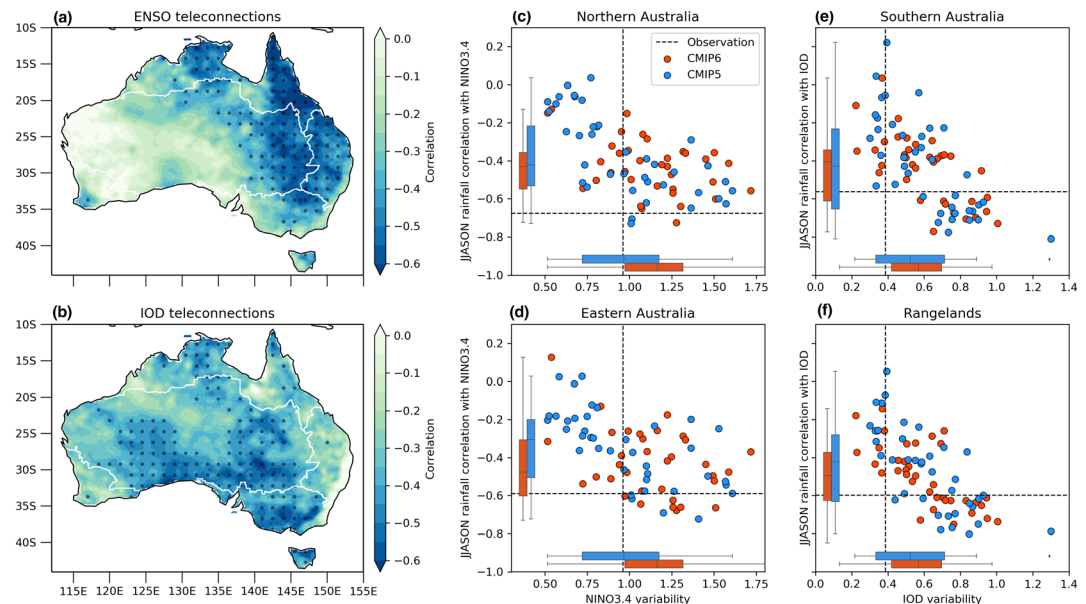 (a) ENSO teleconnections
10S
15S
20S
25S
30S
35S
40S
0.0
−0.1
−0.2
−0.3
−0.4
−0.5
−0.6
Correlation
(b) IOD teleconnections
10S
15S
20S
25S
30S
35S
40S
115E 120E 125E 130E 135E 140E 145E 150E 155E
0.0
−0.1
−0.2
−0.3
−0.4
−0.5
−0.6
Correlation
(c) Northern Australia
JJASON rainfall correlation with NINO3.4
0.2
0.0
−0.2
−0.4
−0.6
−0.8
−1.0
Observation
CMIP6
CMIP5
0.50 0.75 1.00 1.25 1.50 1.75
(d) Eastern Australia
JJASON rainfall correlation with NINO3.4
0.2
0.0
−0.2
−0.4
−0.6
−0.8
−1.0
0.50 0.75 1.00 1.25 1.50 1.75
NINO3.4 variability
(e) Southern Australia
JJASON rainfall correlation with IOD
0.0 0.2 0.4 0.6 0.8 1.0 1.2 1.4
(f) Rangelands
JJASON rainfall correlation with IOD
0.0 0.2 0.4 0.6 0.8 1.0 1.2 1.4
IOD variability